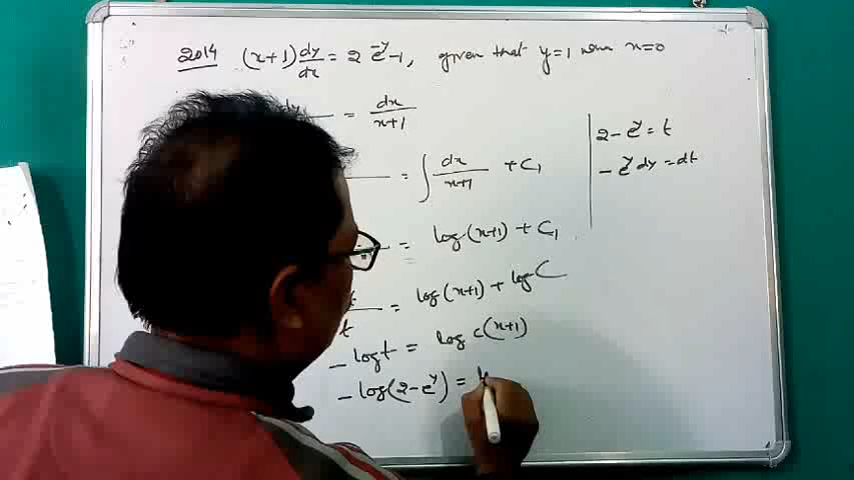 2014 (x+1) dy/dx = 2 e^-y - 1, given that y=1 when x=0
dy = dx/x+1
= ∫ dx/x+1 + C₁
= log(x+1) + C₁
t = log(x+1) + log C
- log t = log C(x+1)
- log(2-e^y) =
2 - e^y = t
- e^y dy = dt